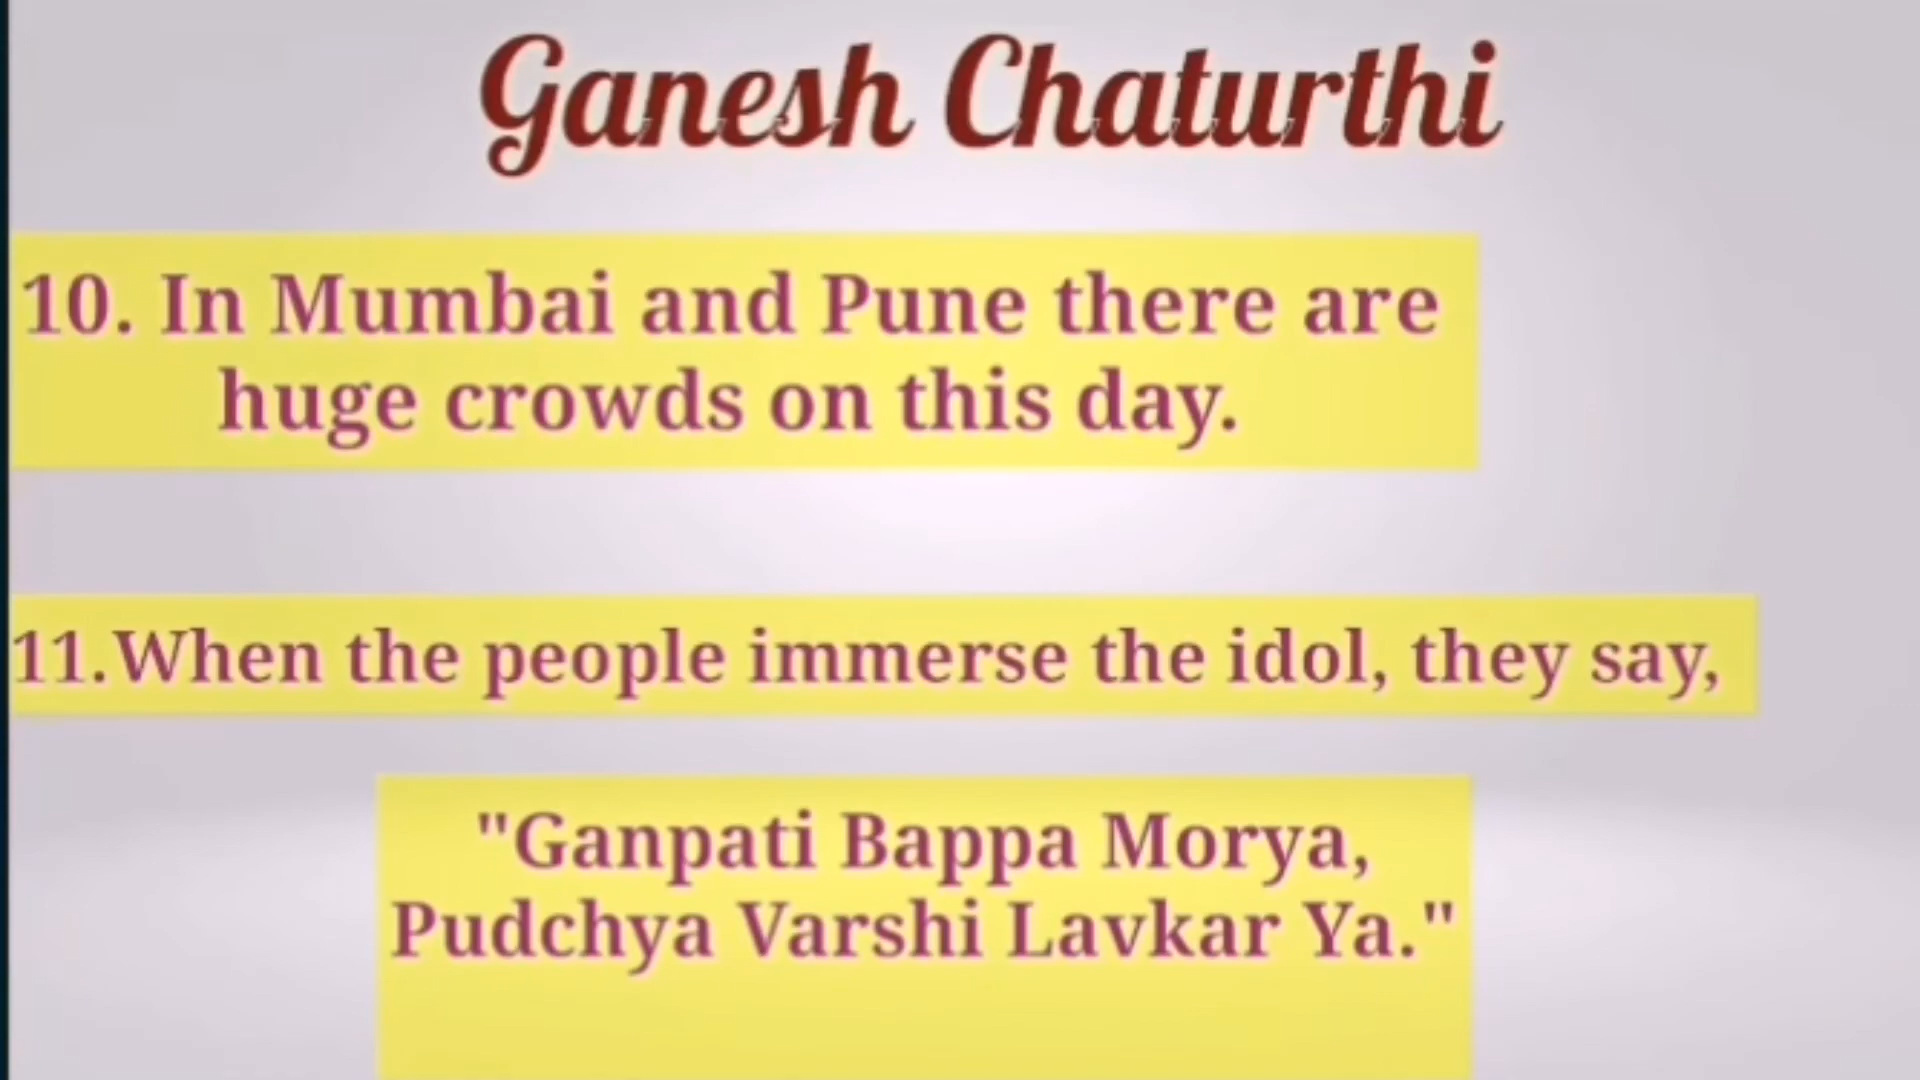 Ganesh Chaturthi
10. In Mumbai and Pune there are
huge crowds on this day.
11.When the people immerse the idol, they say,
"Ganpati Bappa Morya,
Pudchya Varshi Lavkar Ya."